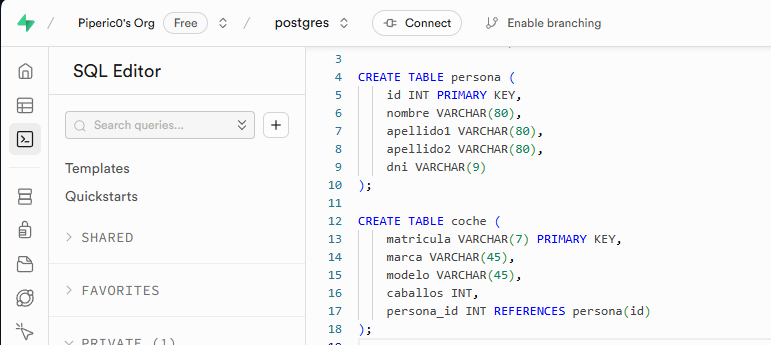 Piperic0's Org Free / postgres Connect Enable branching
SQL Editor
Search queries...
Templates
Quickstarts
SHARED
FAVORITES
PRIVATE (1)
3
4 CREATE TABLE persona (
5 id INT PRIMARY KEY,
6 nombre VARCHAR(80),
7 apellido1 VARCHAR(80),
8 apellido2 VARCHAR(80),
9 dni VARCHAR(9)
10 );
11
12 CREATE TABLE coche (
13 matricula VARCHAR(7) PRIMARY KEY,
14 marca VARCHAR(45),
15 modelo VARCHAR(45),
16 caballos INT,
17 persona_id INT REFERENCES persona(id)
18 );
19